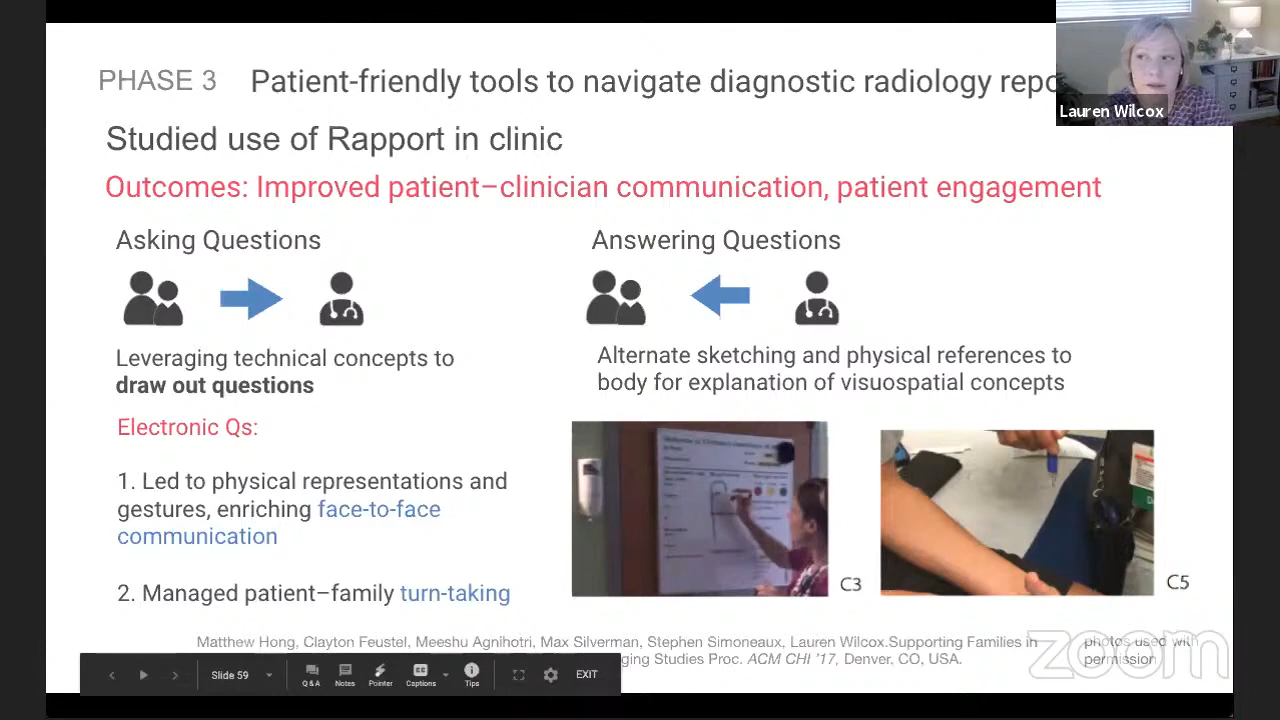 PHASE 3 Patient-friendly tools to navigate diagnostic radiology repo
Lauren Wilcox
Studied use of Rapport in clinic
Outcomes: Improved patient–clinician communication, patient engagement
Asking Questions
Answering Questions
Leveraging technical concepts to
draw out questions
Alternate sketching and physical references to
body for explanation of visuospatial concepts
Electronic Qs:
1. Led to physical representations and
gestures, enriching face-to-face
communication
2. Managed patient–family turn-taking
C3
C5
Matthew Hong, Clayton Feustel, Meeshu Agnihotri, Max Silverman, Stephen Simoneaux, Lauren Wilcox.Supporting Families in
ging Studies Proc. ACM CHI '17, Denver, CO, USA.
photos used with
permission
zoom
Slide 59
Q&A
Notes
Pointer
Captions
Tips
EXIT